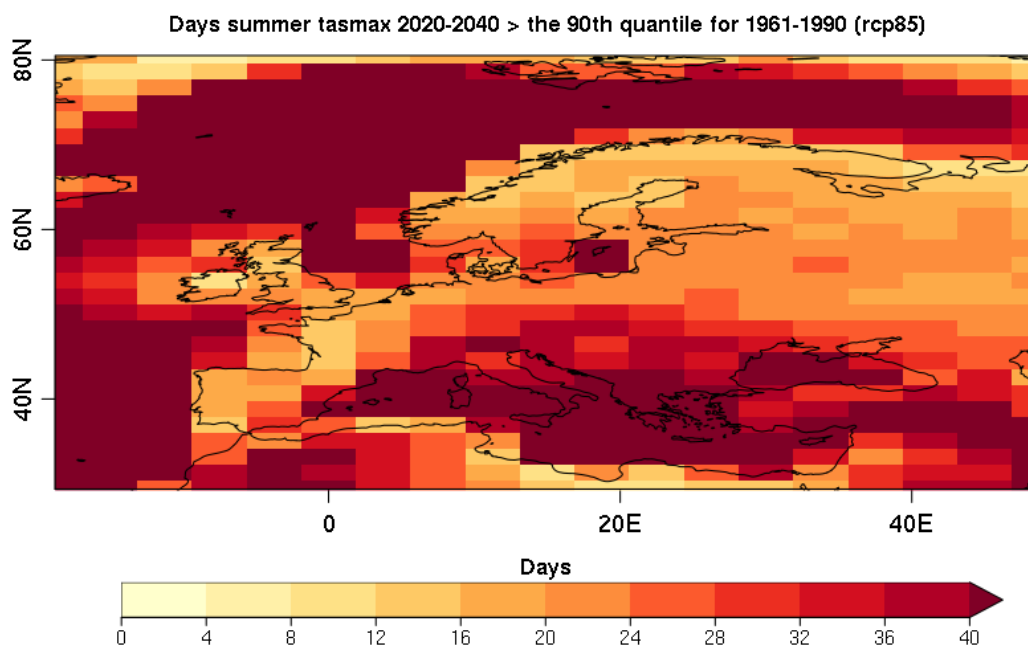 Days summer tasmax 2020-2040 > the 90th quantile for 1961-1990 (rcp85)
80N
60N
40N
0 20E 40E
Days
0 4 8 12 16 20 24 28 32 36 40